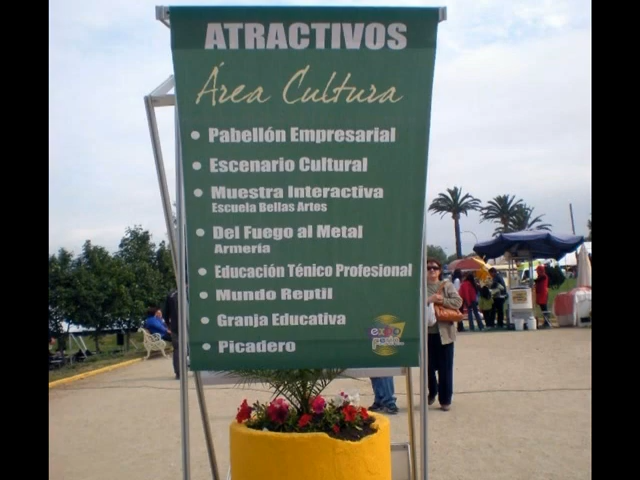 ATRACTIVOS
Área Cultura
• Pabellón Empresarial
• Escenario Cultural
• Muestra Interactiva
Escuela Bellas Artes
• Del Fuego al Metal
Armería
• Educación Ténico Profesional
• Mundo Reptil
• Granja Educativa
• Picadero
expo